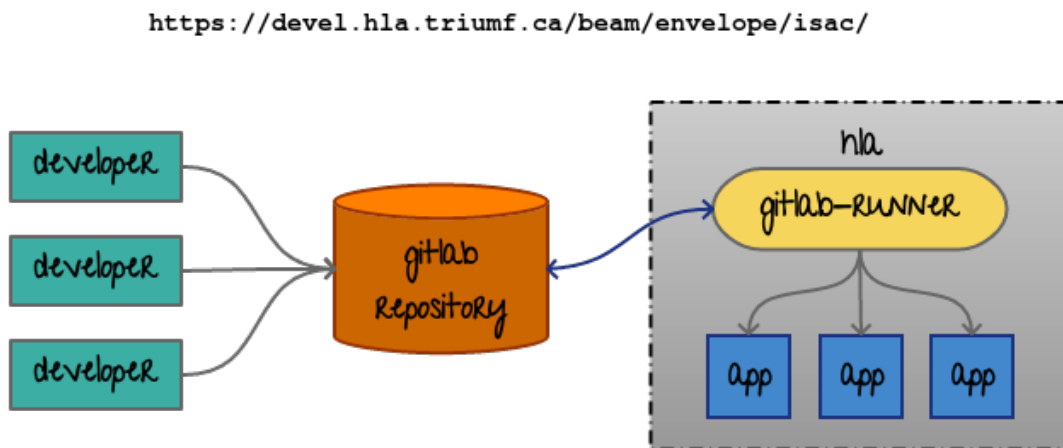 https://devel.hla.triumf.ca/beam/envelope/isac/
developer
developer
developer
gitlab
repository
hla
gitlab-runner
app
app
app